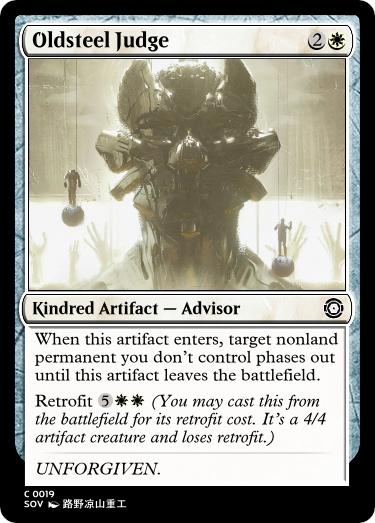 Oldsteel Judge 2
Kindred Artifact — Advisor
When this artifact enters, target nonland
permanent you don't control phases out
until this artifact leaves the battlefield.
Retrofit 5 (You may cast this from
the battlefield for its retrofit cost. It's a 4/4
artifact creature and loses retrofit.)
UNFORGIVEN.
C 0019
SOV 路野凉山重工